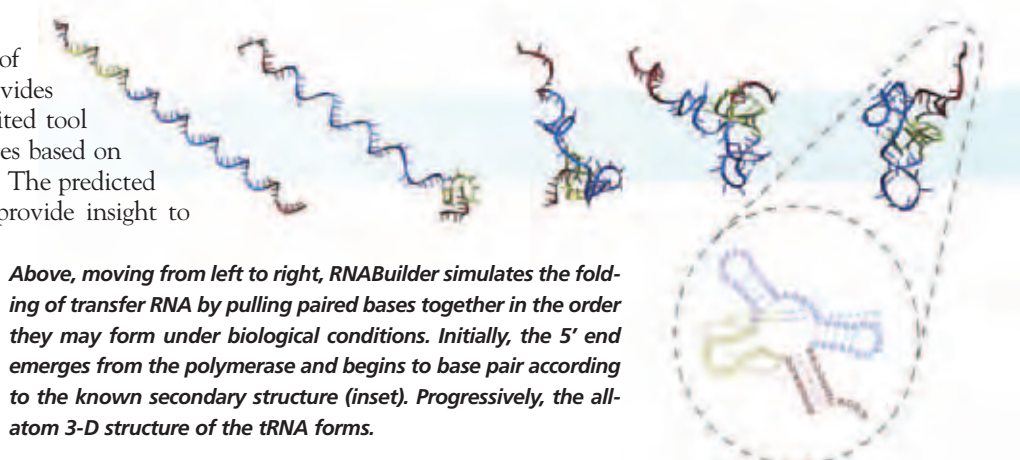 of
vides
ited tool
es based on
The predicted
provide insight to
Above, moving from left to right, RNABuilder simulates the fold-
ing of transfer RNA by pulling paired bases together in the order
they may form under biological conditions. Initially, the 5’ end
emerges from the polymerase and begins to base pair according
to the known secondary structure (inset). Progressively, the all-
atom 3-D structure of the tRNA forms.